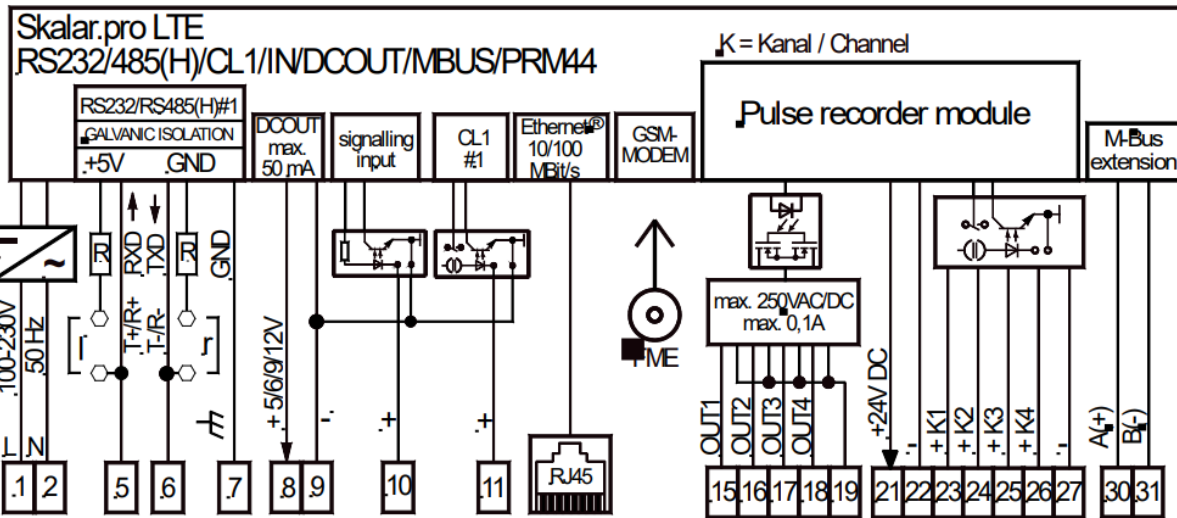 Skalar.pro LTE
RS232/485(H)/CL1/IN/DCOUT/MBUS/PRM44
K = Kanal / Channel
RS232/RS485(H)#1
GALVANIC ISOLATION
+5V GND
DCOUT
max.
50 mA
signalling
input
CL1
#1
Ethernet®
10/100
MBit/s
GSM-
MODEM
Pulse recorder module
M-Bus
extension
~
R
RXD
TXD
R
GND
100-230V
50 Hz
T+/R+
T-/R-
+ 5/6/9/12V
-
+
+
FME
max. 250VAC/DC
max. 0,1A
OUT1
OUT2
OUT3
OUT4
+24V DC
-
+ K1
+ K2
+ K3
+ K4
-
A(+)
B(-)
L
N
RJ45
1 2 5 6 7 8 9 10 11 15 16 17 18 19 21 22 23 24 25 26 27 30 31